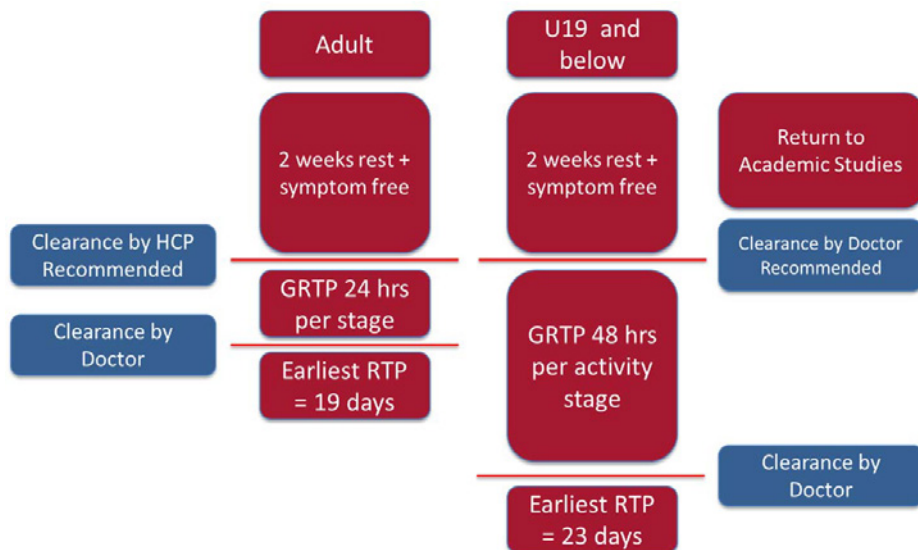 Adult
U19 and
below
2 weeks rest +
symptom free
2 weeks rest +
symptom free
Return to
Academic Studies
Clearance by HCP
Recommended
Clearance by Doctor
Recommended
GRTP 24 hrs
per stage
Clearance by
Doctor
GRTP 48 hrs
per activity
stage
Earliest RTP
= 19 days
Clearance by
Doctor
Earliest RTP
= 23 days